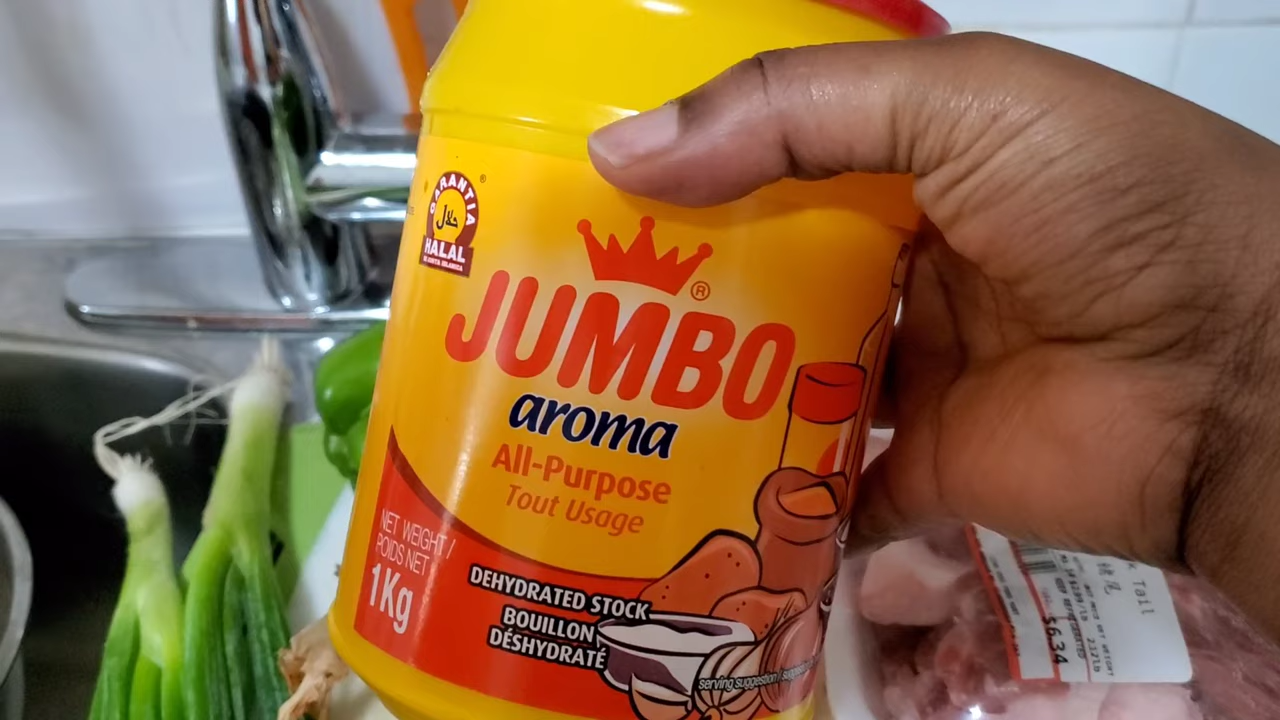 GARANTIA
حلال
HALAL
®
JUMBO
®
aroma
All-Purpose
Tout Usage
NET WEIGHT /
POIDS NET
1Kg
DEHYDRATED STOCK
BOUILLON
DÉSHYDRATÉ
serving suggestion /
Tail
$6.34